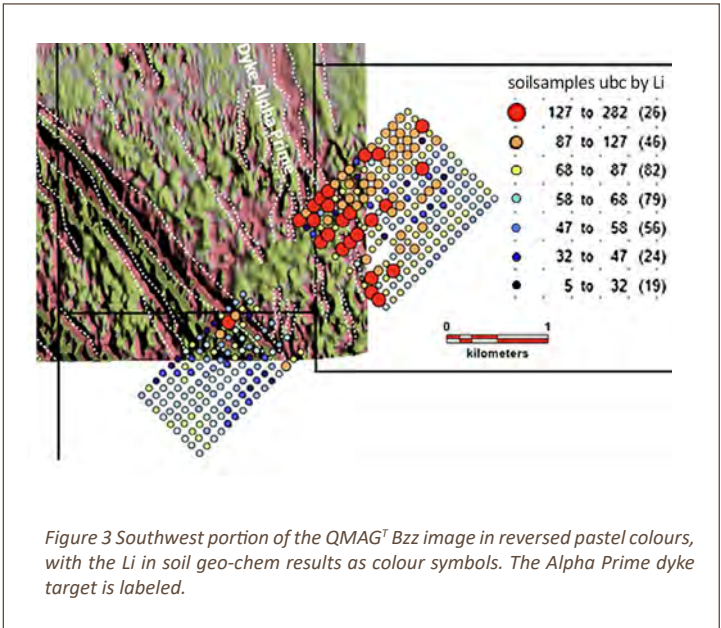 Dyke Alpha Prime
soilsamples ubc by Li
127 to 282 (26)
87 to 127 (46)
68 to 87 (82)
58 to 68 (79)
47 to 58 (56)
32 to 47 (24)
5 to 32 (19)
0 1
kilometers
Figure 3 Southwest portion of the QMAGᵀ Bzz image in reversed pastel colours,
with the Li in soil geo-chem results as colour symbols. The Alpha Prime dyke
target is labeled.